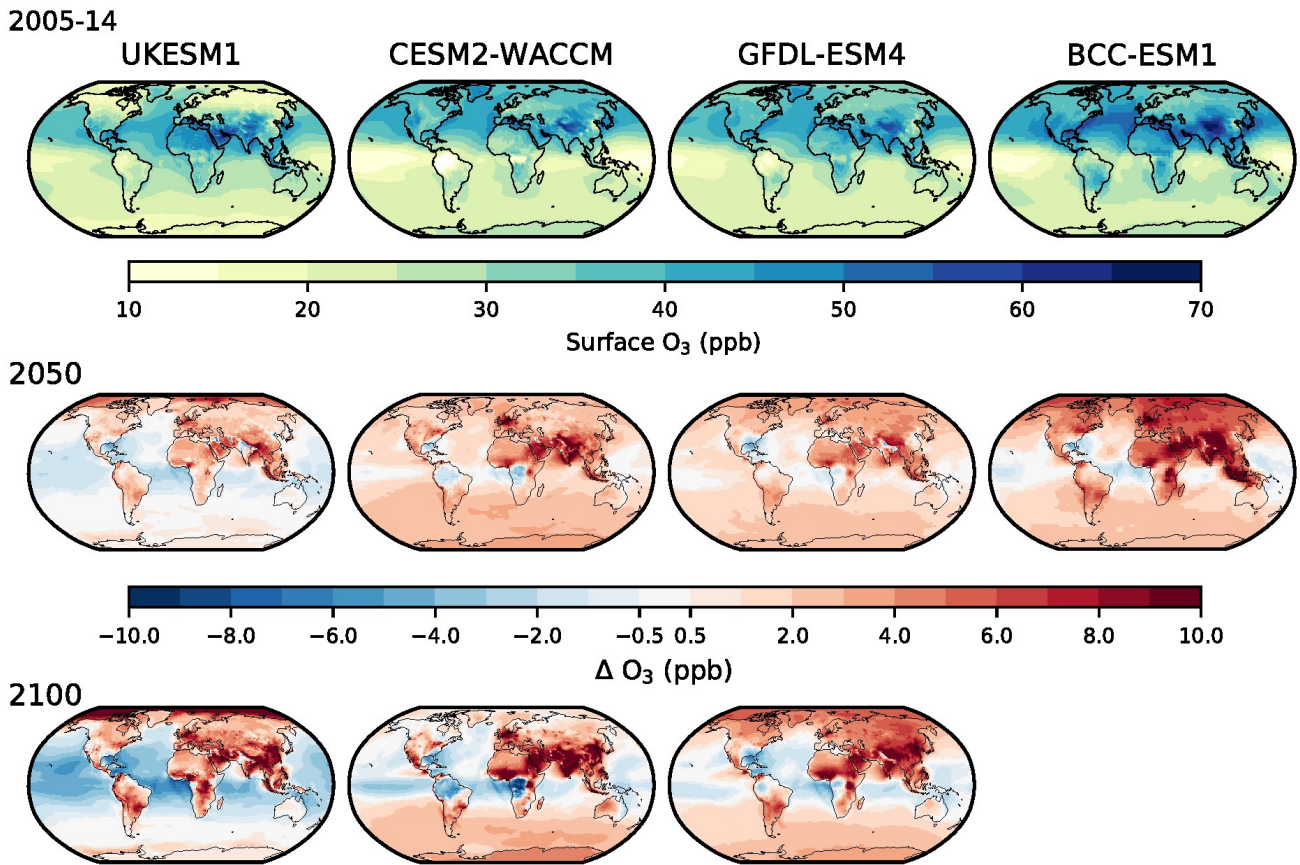 2005-14
UKESM1 CESM2-WACCM GFDL-ESM4 BCC-ESM1
10 20 30 40 50 60 70
Surface O₃ (ppb)
2050
−10.0 −8.0 −6.0 −4.0 −2.0 −0.5 0.5 2.0 4.0 6.0 8.0 10.0
Δ O₃ (ppb)
2100